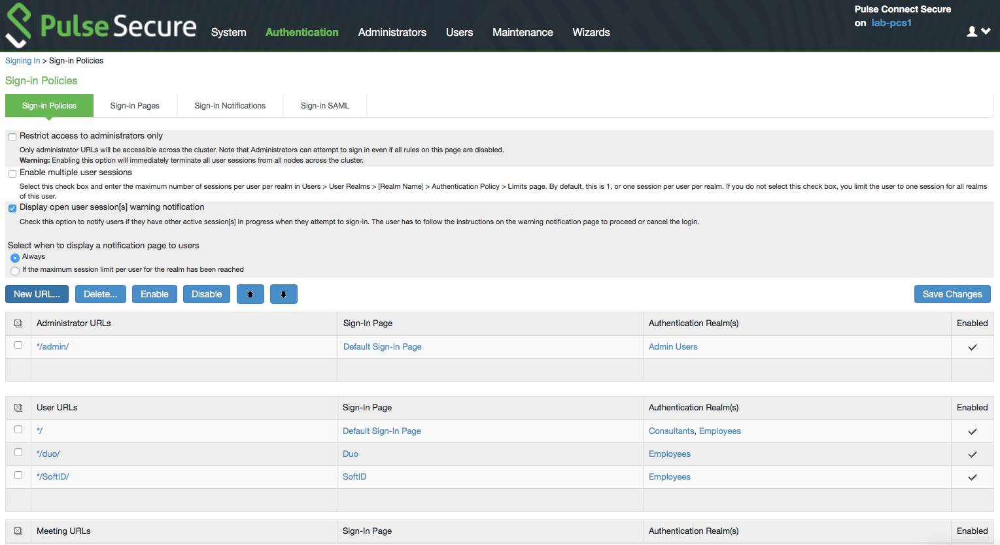 Pulse Secure
System Authentication Administrators Users Maintenance Wizards
Pulse Connect Secure
on lab-pcs1
Signing In > Sign-in Policies
Sign-in Policies
Sign-in Policies Sign-in Pages Sign-in Notifications Sign-in SAML
Restrict access to administrators only
Only administrator URLs will be accessible across the cluster. Note that Administrators can attempt to sign in even if all rules on this page are disabled.
Warning: Enabling this option will immediately terminate all user sessions from all nodes across the cluster.
Enable multiple user sessions
Select this check box and enter the maximum number of sessions per user per realm in Users > User Realms > [Realm Name] > Authentication Policy > Limits page. By default, this is 1, or one session per user per realm. If you do not select this check box, you limit the user to one session for all realms
of this user.
Display open user session[s] warning notification
Check this option to notify users if they have other active session[s] in progress when they attempt to sign-in. The user has to follow the instructions on the warning notification page to proceed or cancel the login.
Select when to display a notification page to users
Always
If the maximum session limit per user for the realm has been reached
New URL... Delete... Enable Disable Save Changes
Administrator URLs Sign-In Page Authentication Realm(s) Enabled
*/admin/ Default Sign-In Page Admin Users
User URLs Sign-In Page Authentication Realm(s) Enabled
*/ Default Sign-In Page Consultants, Employees
*/duo/ Duo Employees
*/SoftID/ SoftID Employees
Meeting URLs Sign-In Page Authentication Realm(s) Enabled